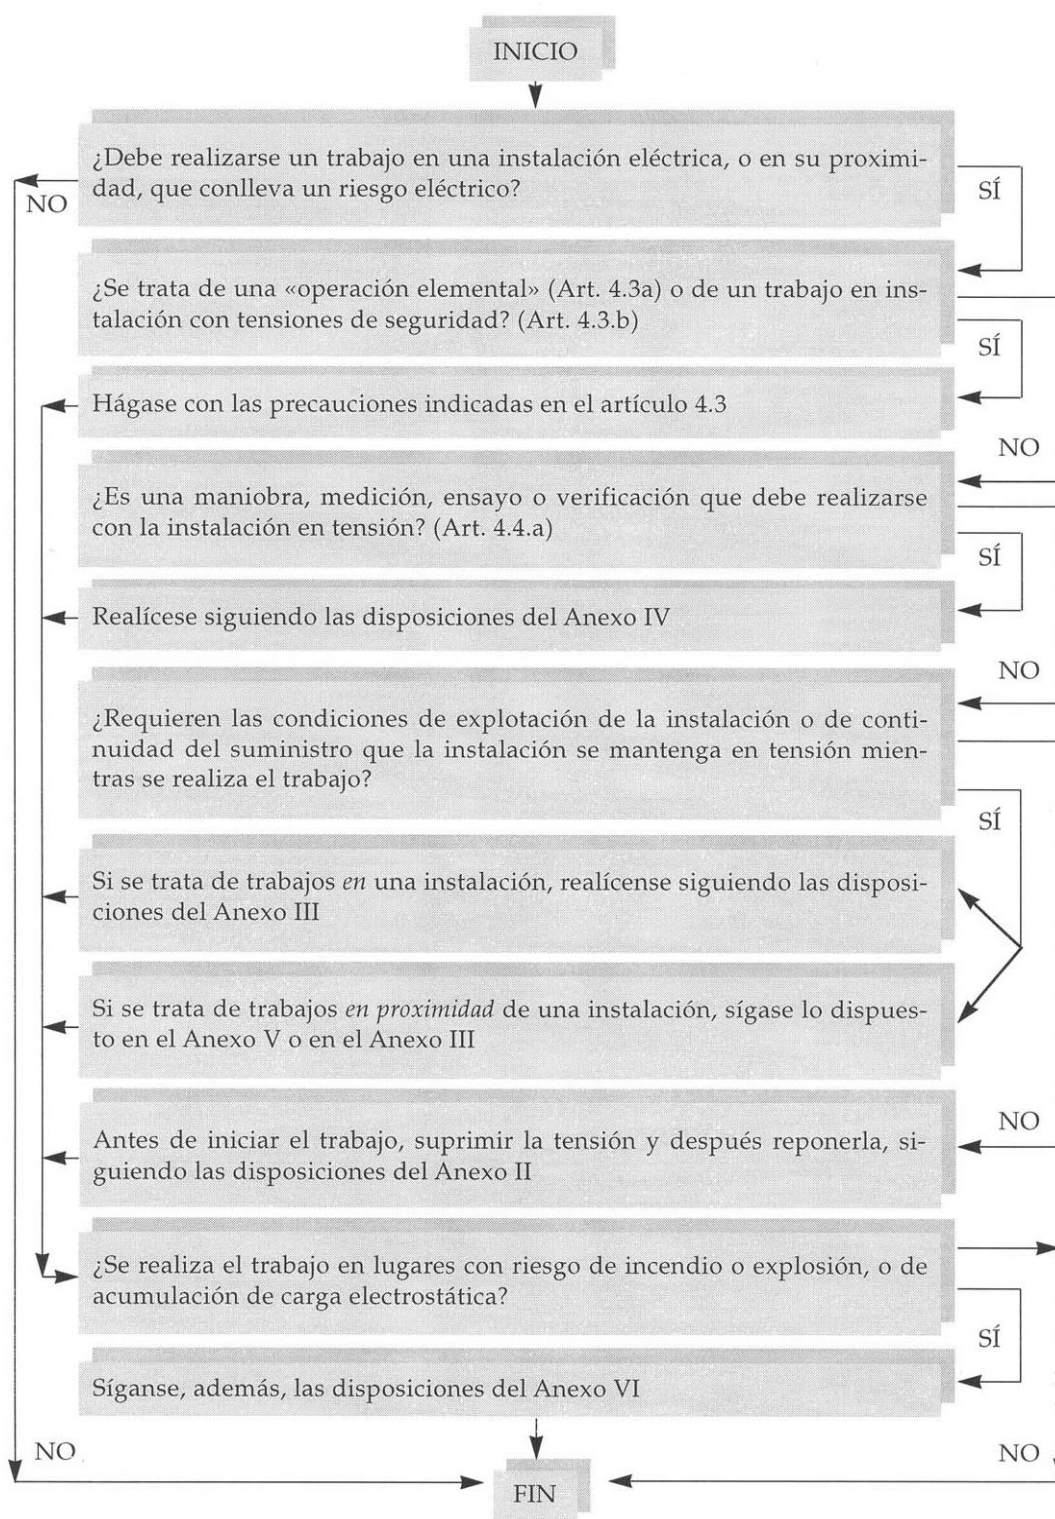 INICIO
¿Debe realizarse un trabajo en una instalación eléctrica, o en su proximi-
dad, que conlleva un riesgo eléctrico?
NO
SÍ
¿Se trata de una «operación elemental» (Art. 4.3a) o de un trabajo en ins-
talación con tensiones de seguridad? (Art. 4.3.b)
SÍ
Hágase con las precauciones indicadas en el artículo 4.3
NO
¿Es una maniobra, medición, ensayo o verificación que debe realizarse
con la instalación en tensión? (Art. 4.4.a)
SÍ
Realícese siguiendo las disposiciones del Anexo IV
NO
¿Requieren las condiciones de explotación de la instalación o de conti-
nuidad del suministro que la instalación se mantenga en tensión mien-
tras se realiza el trabajo?
SÍ
Si se trata de trabajos en una instalación, realícense siguiendo las disposi-
ciones del Anexo III
Si se trata de trabajos en proximidad de una instalación, sígase lo dispues-
to en el Anexo V o en el Anexo III
NO
Antes de iniciar el trabajo, suprimir la tensión y después reponerla, si-
guiendo las disposiciones del Anexo II
¿Se realiza el trabajo en lugares con riesgo de incendio o explosión, o de
acumulación de carga electrostática?
SÍ
Síganse, además, las disposiciones del Anexo VI
NO
NO
FIN